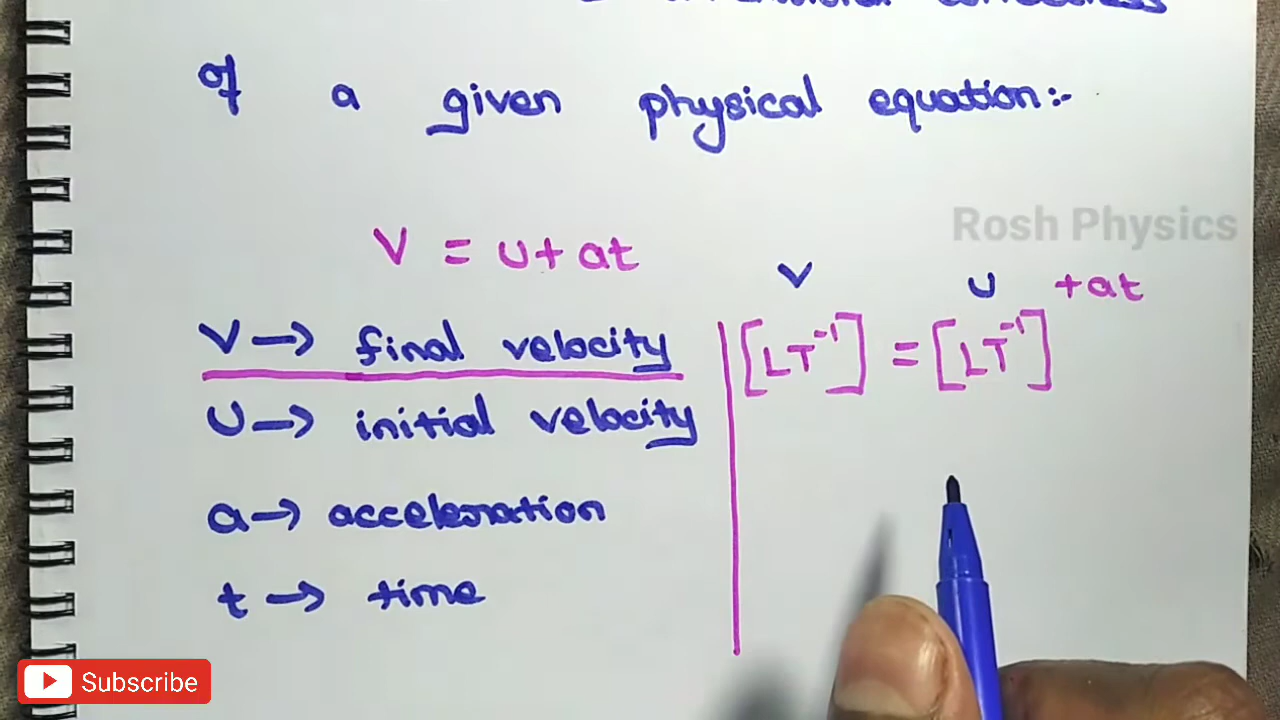 of a given physical equation:-
Rosh Physics
V = U + at
V → final velocity
U → initial velocity
a → acceleration
t → time
V U + at
[LT⁻¹] = [LT⁻¹]
Subscribe